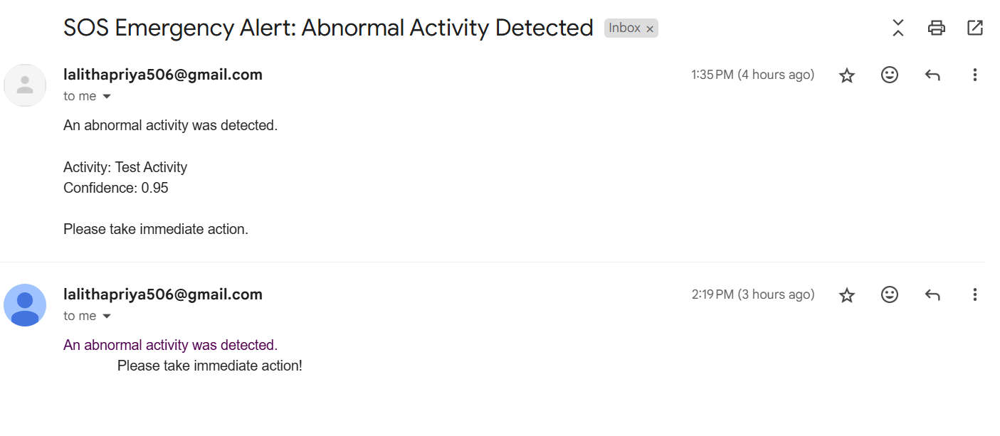 SOS Emergency Alert: Abnormal Activity Detected Inbox ×
lalithapriya506@gmail.com 1:35 PM (4 hours ago)
to me
An abnormal activity was detected.
Activity: Test Activity
Confidence: 0.95
Please take immediate action.
lalithapriya506@gmail.com 2:19 PM (3 hours ago)
to me
An abnormal activity was detected.
Please take immediate action!